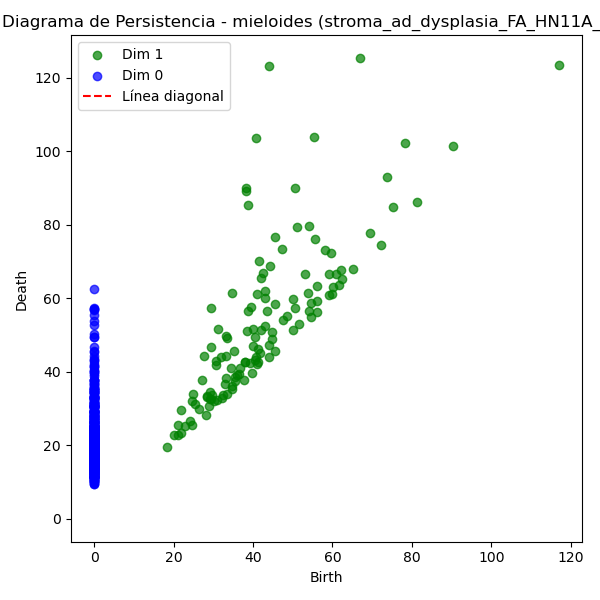 Diagrama de Persistencia - mieloides (stroma_ad_dysplasia_FA_HN11A_
Dim 1
Dim 0
Línea diagonal
Death
120
100
80
60
40
20
0
0 20 40 60 80 100 120
Birth